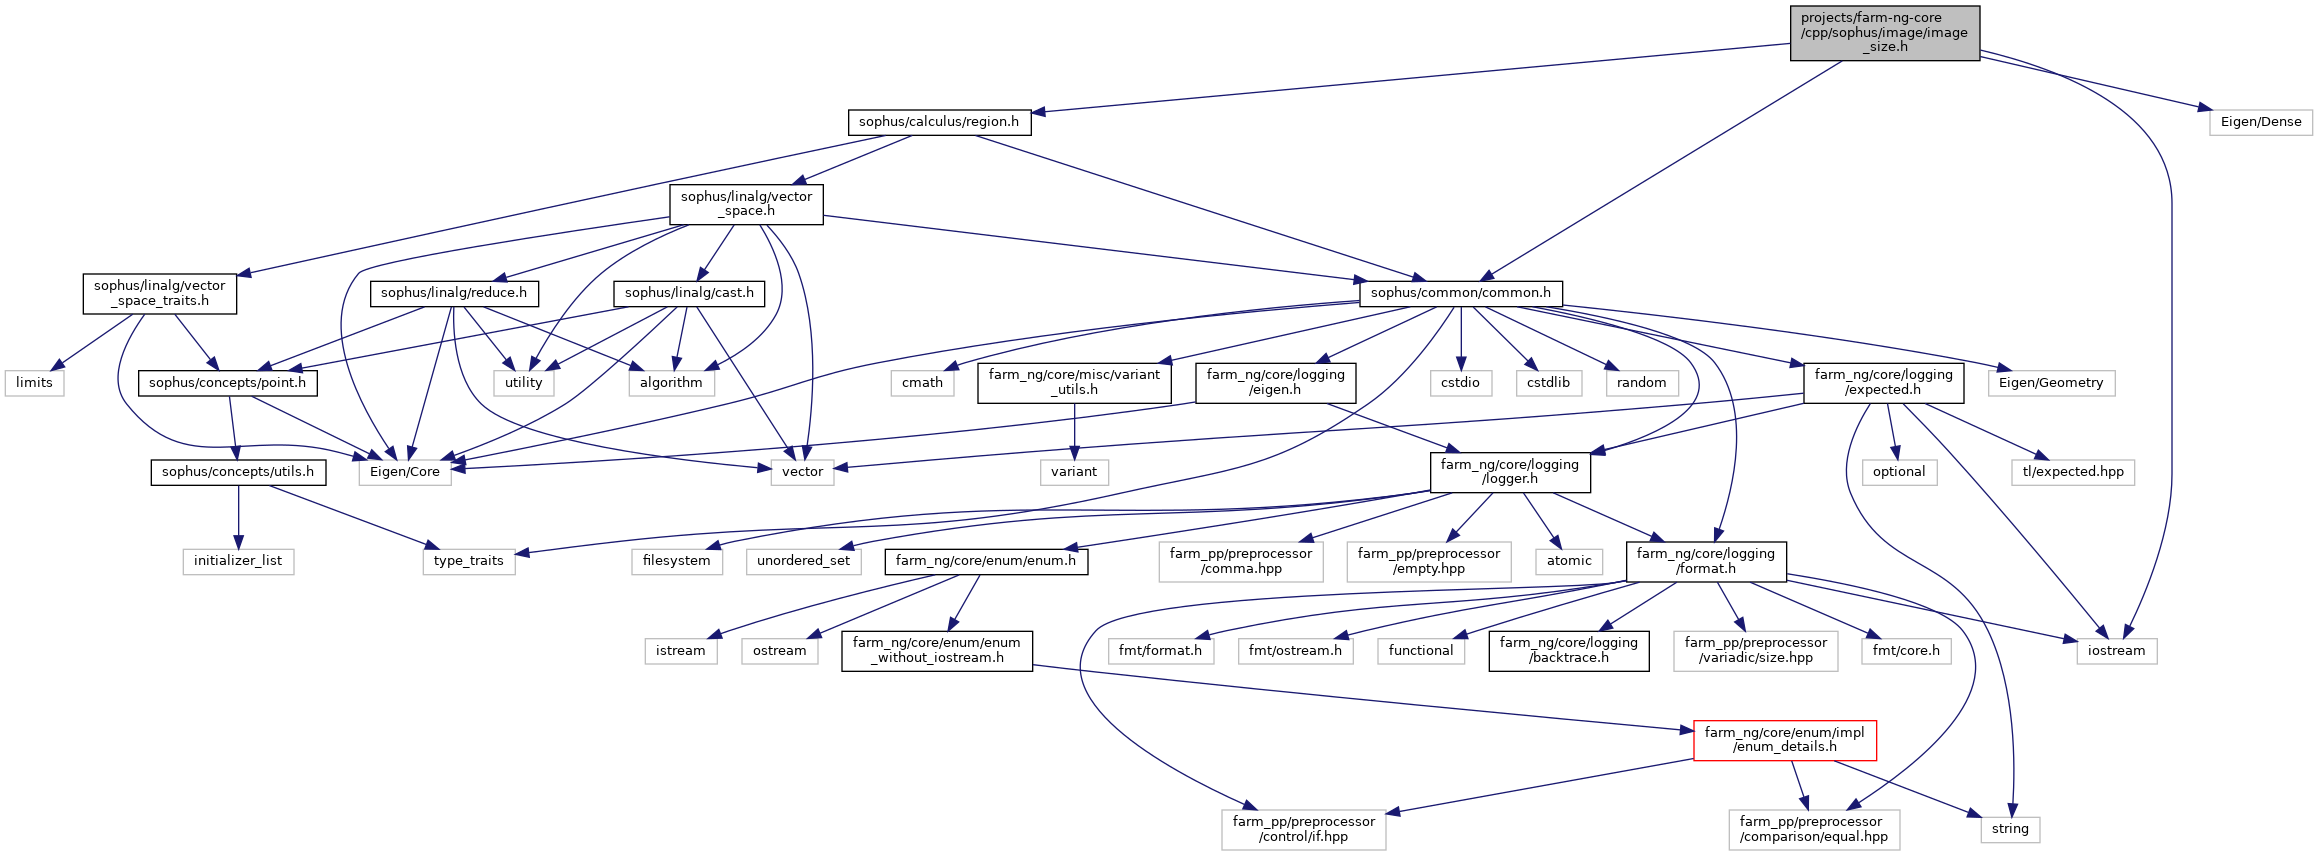 projects/farm-ng-core
/cpp/sophus/image/image
_size.h
sophus/calculus/region.h
Eigen/Dense
sophus/linalg/vector
_space.h
sophus/linalg/vector
_space_traits.h
sophus/linalg/reduce.h
sophus/linalg/cast.h
sophus/common/common.h
limits
sophus/concepts/point.h
utility
algorithm
cmath
farm_ng/core/misc/variant
_utils.h
farm_ng/core/logging
/eigen.h
cstdio
cstdlib
random
farm_ng/core/logging
/expected.h
Eigen/Geometry
sophus/concepts/utils.h
Eigen/Core
vector
variant
farm_ng/core/logging
/logger.h
optional
tl/expected.hpp
initializer_list
type_traits
filesystem
unordered_set
farm_ng/core/enum/enum.h
farm_pp/preprocessor
/comma.hpp
farm_pp/preprocessor
/empty.hpp
atomic
farm_ng/core/logging
/format.h
istream
ostream
farm_ng/core/enum/enum
_without_iostream.h
fmt/format.h
fmt/ostream.h
functional
farm_ng/core/logging
/backtrace.h
farm_pp/preprocessor
/variadic/size.hpp
fmt/core.h
iostream
farm_ng/core/enum/impl
/enum_details.h
farm_pp/preprocessor
/control/if.hpp
farm_pp/preprocessor
/comparison/equal.hpp
string